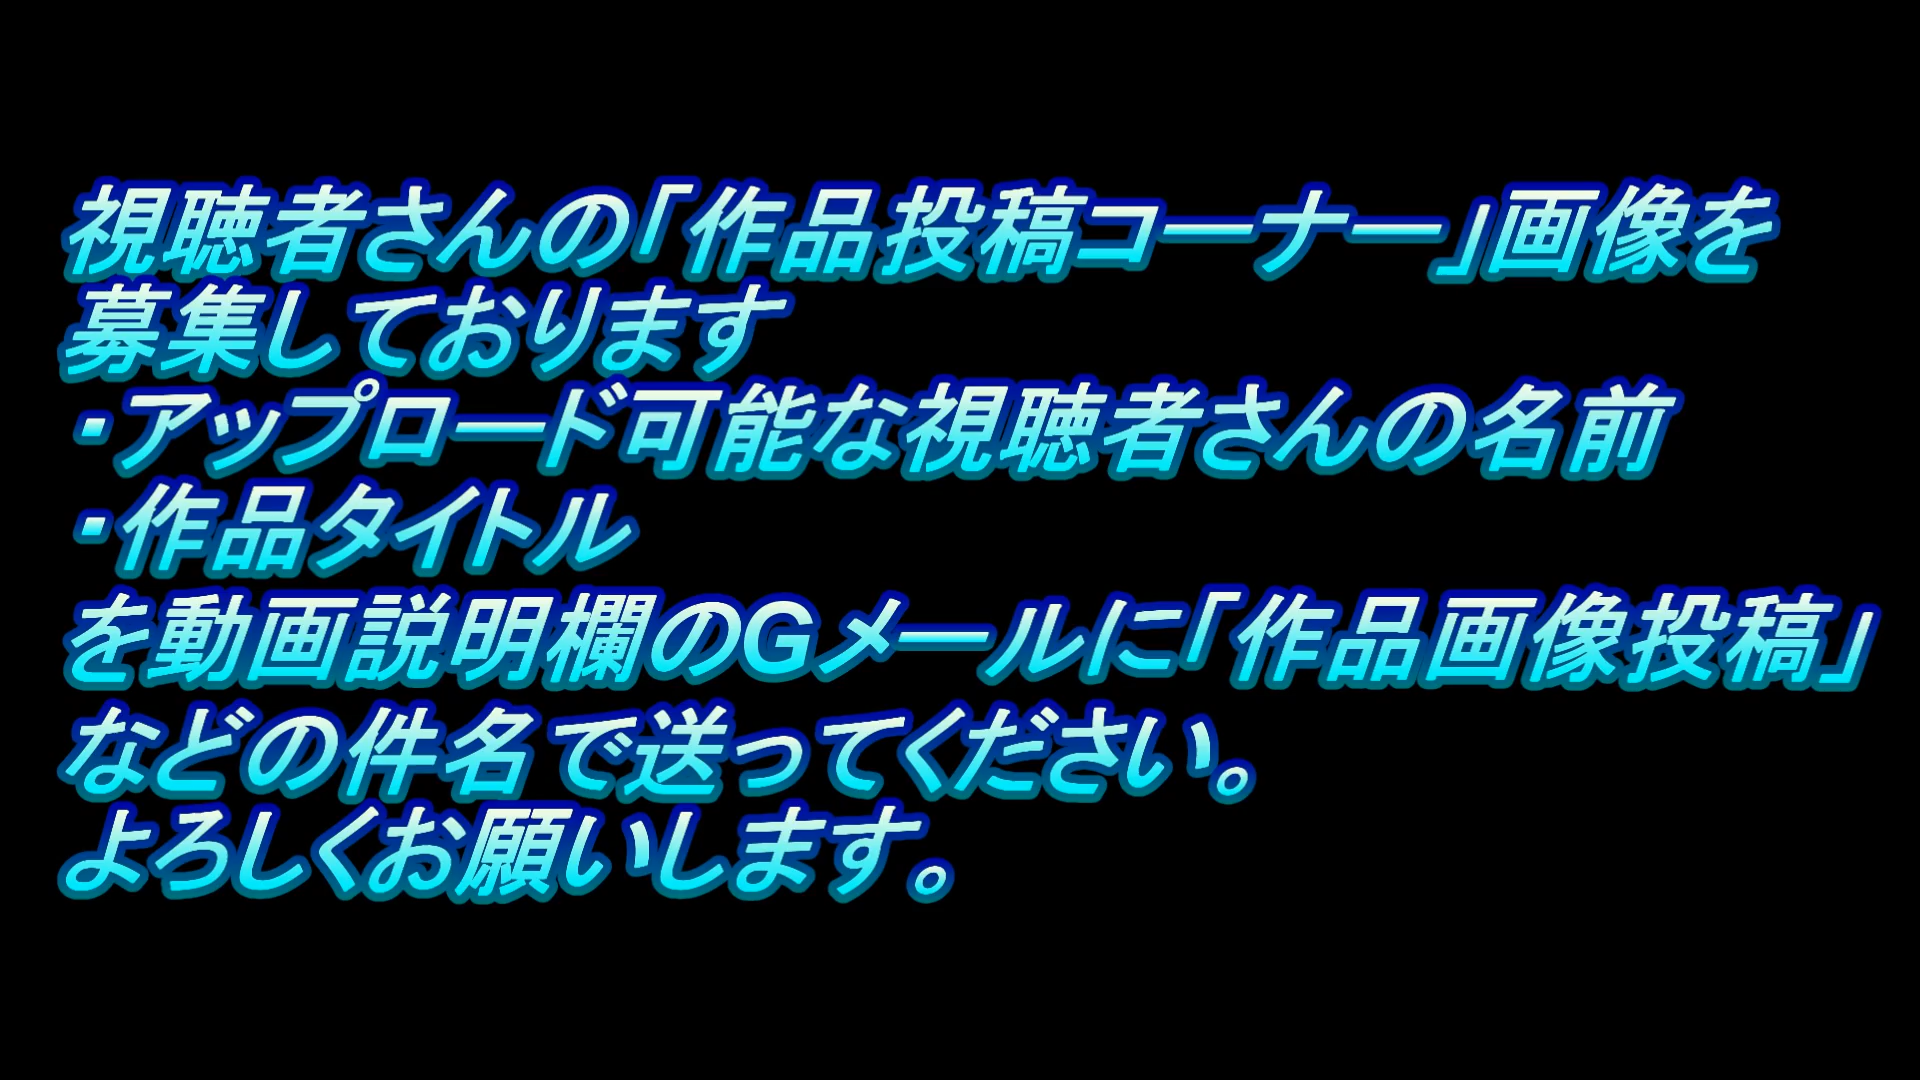 視聴者さんの「作品投稿コーナー」画像を
募集しております
・アップロード可能な視聴者さんの名前
・作品タイトル
を動画説明欄のGメールに「作品画像投稿」
などの件名で送ってください。
よろしくお願いします。